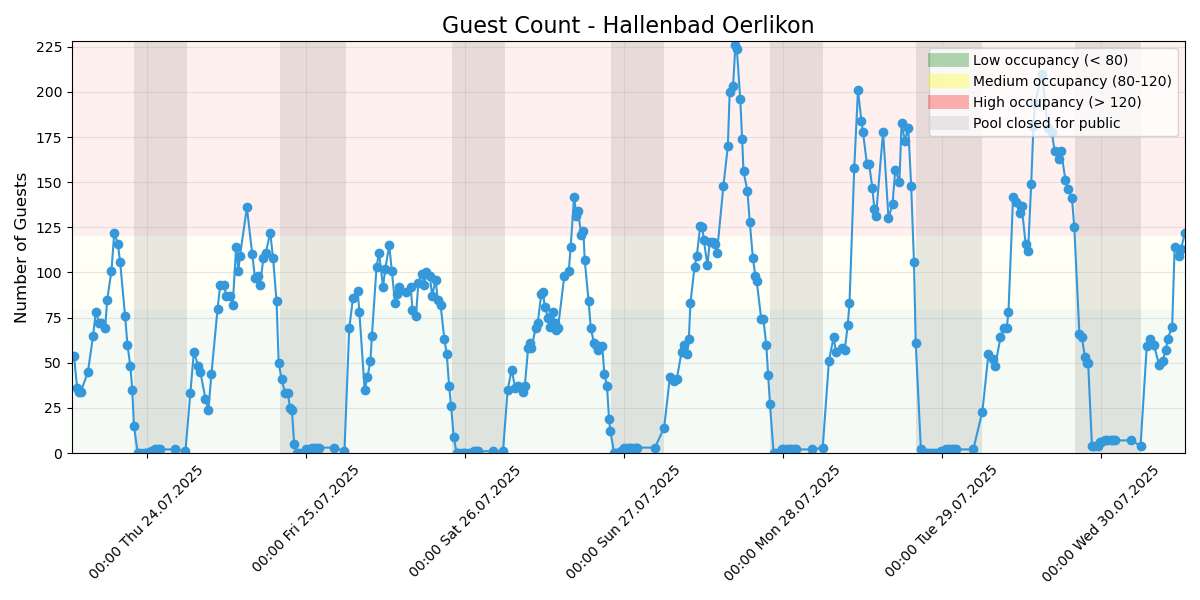 Guest Count - Hallenbad Oerlikon
Number of Guests
225
200
175
150
125
100
75
50
25
0
Low occupancy (< 80)
Medium occupancy (80-120)
High occupancy (> 120)
Pool closed for public
00:00 Thu 24.07.2025
00:00 Fri 25.07.2025
00:00 Sat 26.07.2025
00:00 Sun 27.07.2025
00:00 Mon 28.07.2025
00:00 Tue 29.07.2025
00:00 Wed 30.07.2025